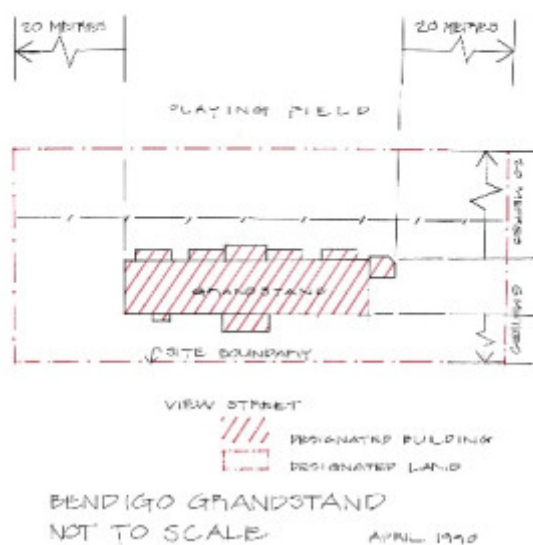 20 METRES
20 METRES
PLAYING FIELD
20 METRES
GRANDSTAND
SITE BOUNDARY
VIEW STREET
DESIGNATED BUILDING
DESIGNATED LAND
BENDIGO GRANDSTAND
NOT TO SCALE
APRIL 1990